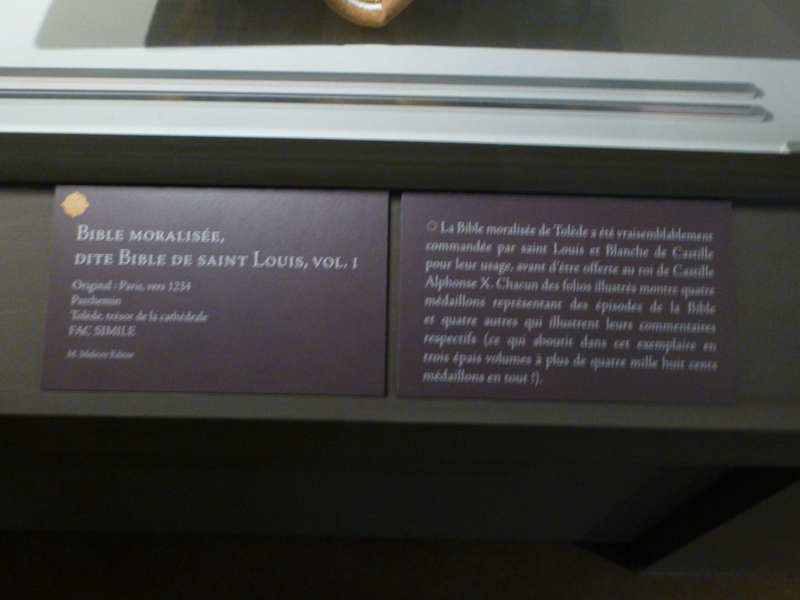 BIBLE MORALISÉE,
DITE BIBLE DE SAINT LOUIS, VOL. 1
Original : Paris, vers 1234
Parchemin
Tolède, trésor de la cathédrale
FAC SIMILE
M. Moleiro Editor
La Bible moralisée de Tolède a été vraisemblablement
commandée par saint Louis et Blanche de Castille
pour leur usage, avant d'être offerte au roi de Castille
Alphonse X. Chacun des folios illustrés montre quatre
médaillons représentant des épisodes de la Bible
et quatre autres qui illustrent leurs commentaires
respectifs (ce qui aboutit dans cet exemplaire en
trois épais volumes à plus de quatre mille huit cents
médaillons en tout !).